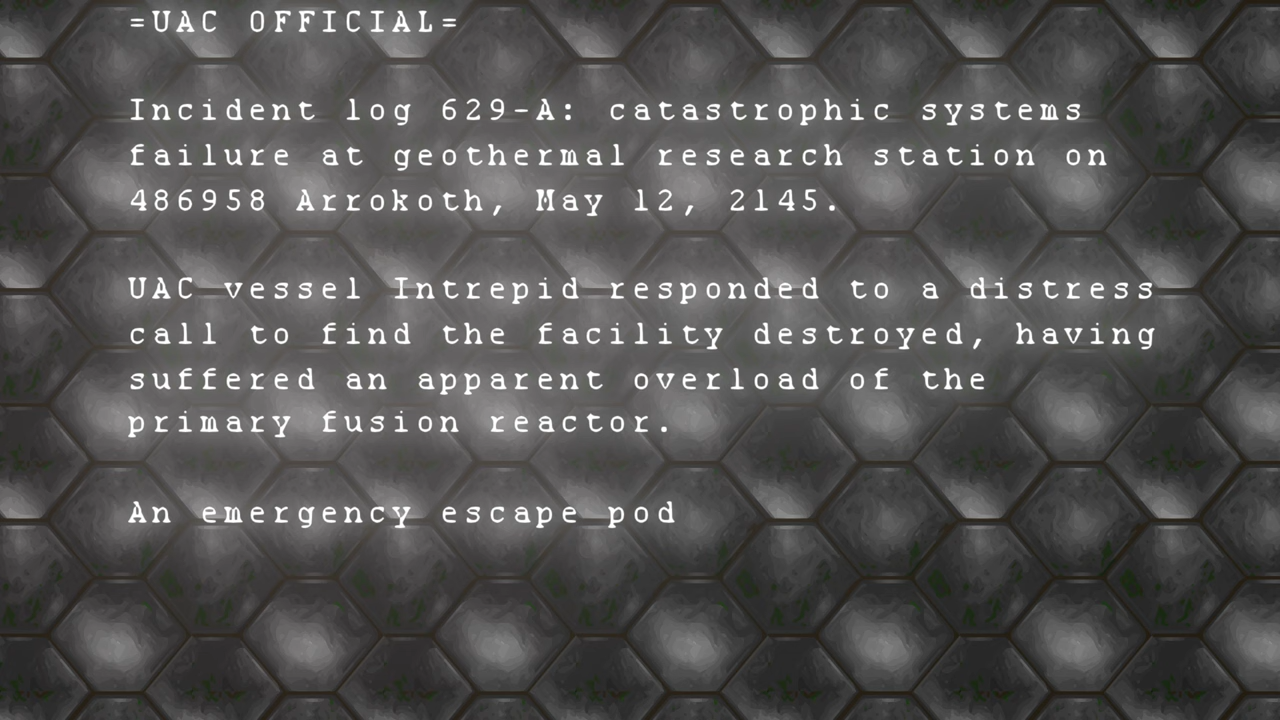 =UAC OFFICIAL=
Incident log 629-A: catastrophic systems
failure at geothermal research station on
486958 Arrokoth, May 12, 2145.
UAC vessel Intrepid responded to a distress
call to find the facility destroyed, having
suffered an apparent overload of the
primary fusion reactor.
An emergency escape pod